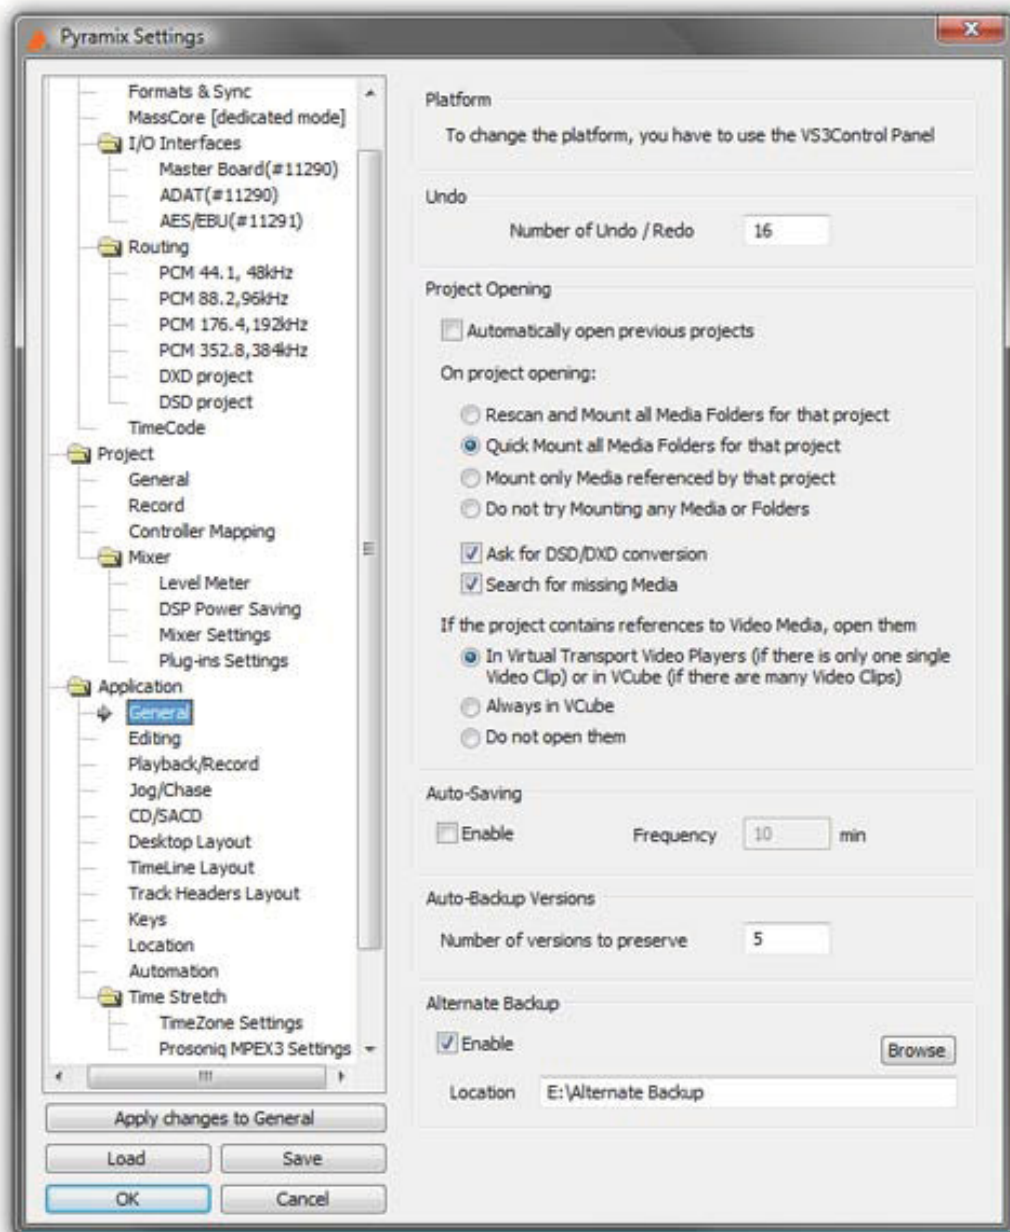 Pyramix Settings
Formats & Sync
MassCore [dedicated mode]
I/O Interfaces
Master Board(#11290)
ADAT(#11290)
AES/EBU(#11291)
Routing
PCM 44.1, 48kHz
PCM 88.2,96kHz
PCM 176.4,192kHz
PCM 352.8,384kHz
DXD project
DSD project
TimeCode
Project
General
Record
Controller Mapping
Mixer
Level Meter
DSP Power Saving
Mixer Settings
Plug-ins Settings
Application
General
Editing
Playback/Record
Jog/Chase
CD/SACD
Desktop Layout
TimeLine Layout
Track Headers Layout
Keys
Location
Automation
Time Stretch
TimeZone Settings
Prosoniq MPEX3 Settings
Apply changes to General
Load Save
OK Cancel
Platform
To change the platform, you have to use the VS3Control Panel
Undo
Number of Undo / Redo 16
Project Opening
Automatically open previous projects
On project opening:
Rescan and Mount all Media Folders for that project
Quick Mount all Media Folders for that project
Mount only Media referenced by that project
Do not try Mounting any Media or Folders
Ask for DSD/DXD conversion
Search for missing Media
If the project contains references to Video Media, open them
In Virtual Transport Video Players (if there is only one single
Video Clip) or in VCube (if there are many Video Clips)
Always in VCube
Do not open them
Auto-Saving
Enable Frequency 10 min
Auto-Backup Versions
Number of versions to preserve 5
Alternate Backup
Enable Browse
Location E:\Alternate Backup